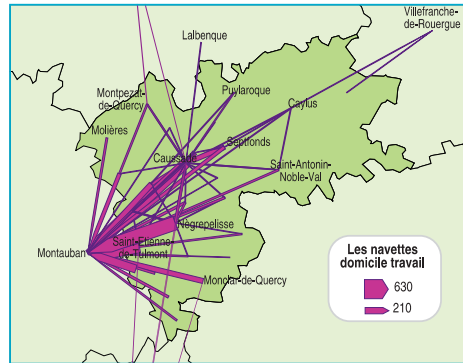 Villefranche-
de-Rouergue
Labenque
Montpezat-
de-Quercy
Puylaroque
Caylus
Molières
Septfonds
Caussade
Saint-Antonin-
Noble-Val
Nègrepelisse
Saint-Etienne-
de-Tulmont
Montauban
Monclar-de-Quercy
Les navettes
domicile travail
630
210